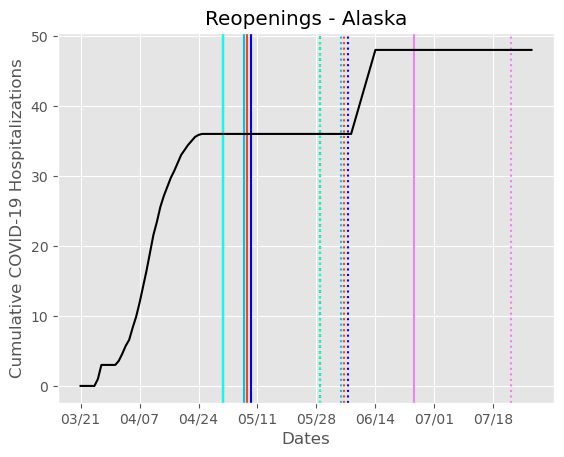 Reopenings - Alaska
Cumulative COVID-19 Hospitalizations
50
40
30
20
10
0
03/21 04/07 04/24 05/11 05/28 06/14 07/01 07/18
Dates